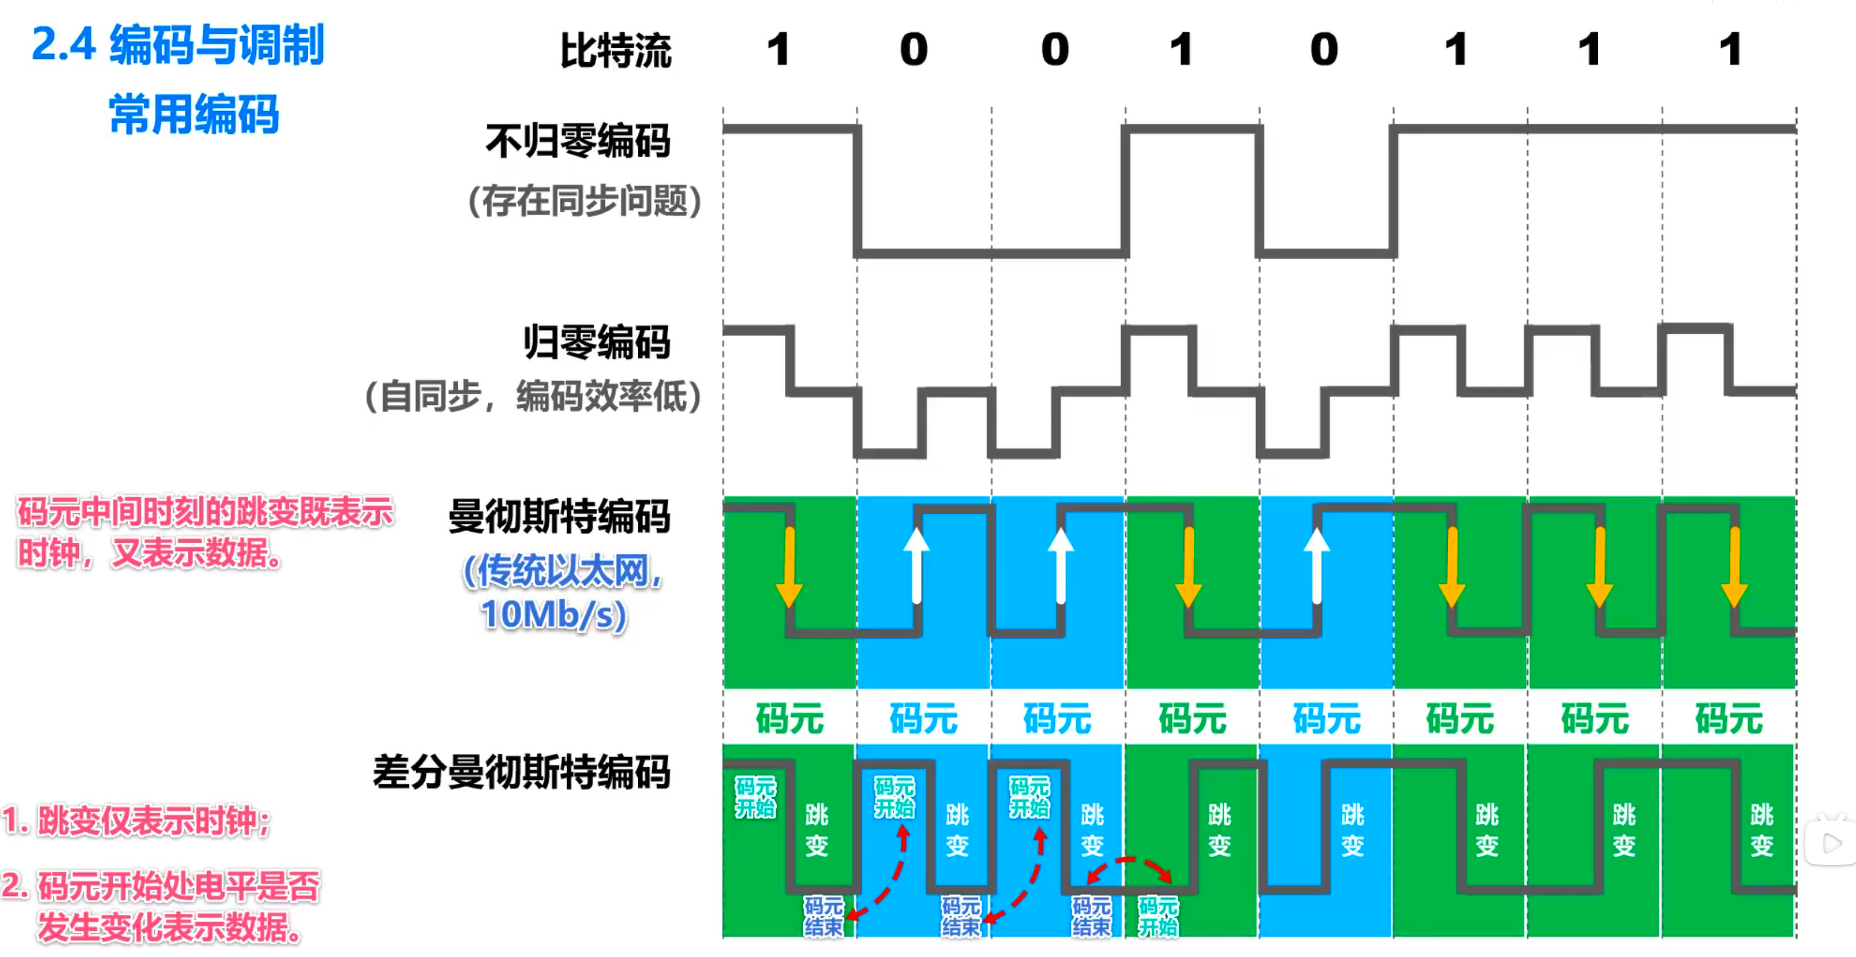 2.4 编码与调制
常用编码
比特流 1 0 0 1 0 1 1 1
不归零编码
（存在同步问题）
归零编码
（自同步，编码效率低）
码元中间时刻的跳变既表示
时钟，又表示数据。
曼彻斯特编码
（传统以太网，
10Mb/s）
码元 码元 码元 码元 码元 码元 码元 码元
差分曼彻斯特编码
1. 跳变仅表示时钟；
2. 码元开始处电平是否
发生变化表示数据。
码元
开始
跳
变
码元
结束
码元
开始
跳
变
码元
结束
码元
开始
跳
变
码元
结束
码元
开始
跳
变
跳
变
跳
变
跳
变
跳
变